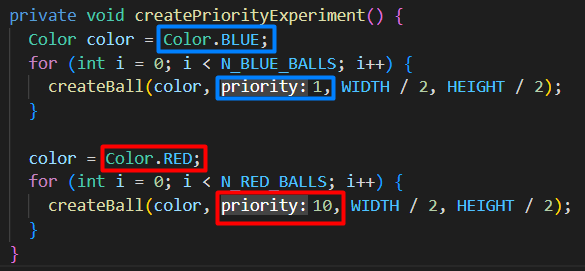 private void createPriorityExperiment() {
Color color = Color.BLUE;
for (int i = 0; i < N_BLUE_BALLS; i++) {
createBall(color, priority: 1, WIDTH / 2, HEIGHT / 2);
}
color = Color.RED;
for (int i = 0; i < N_RED_BALLS; i++) {
createBall(color, priority: 10, WIDTH / 2, HEIGHT / 2);
}
}